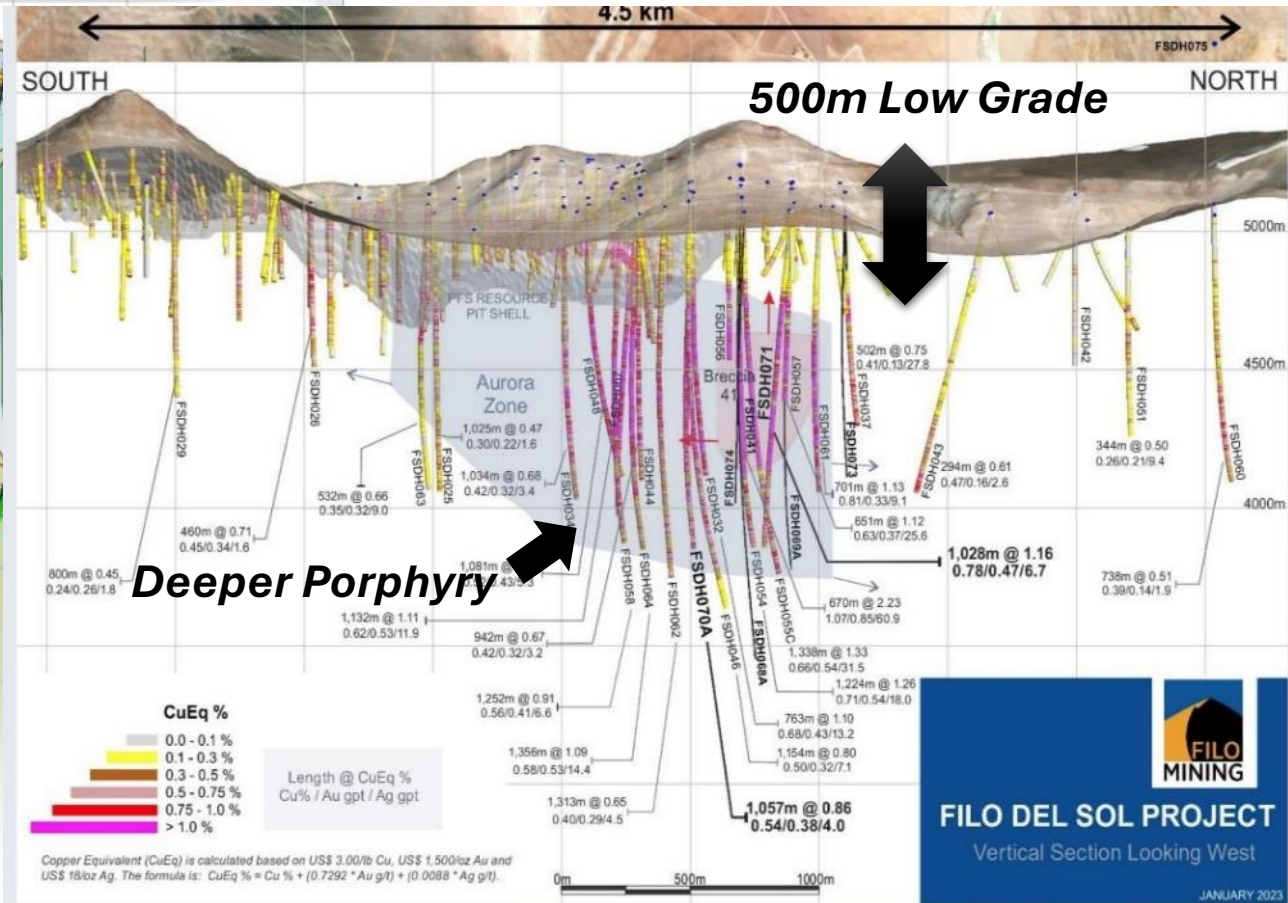 4.5 km
FSDH075
SOUTH
NORTH
500m Low Grade
5000m
PFS RESOURCE
PIT SHELL
FSDH056
FSDH042
502m @ 0.75
0.41/0.13/27.8
4500m
Aurora
Zone
Breccia
41
FSDH071
FSDH057
FSDH048
FSDH037
FSDH026
FSDH029
FSDH051
FSDH041
FSDH061
1,025m @ 0.47
0.30/0.22/1.6
344m @ 0.50
0.26/0.21/9.4
FSDH063
FSDH025
FSDH044
FSDH074
FSDH073
FSDH043
FSDH060
294m @ 0.61
0.47/0.16/2.6
1,034m @ 0.68
0.42/0.32/3.4
FSDH034
FSDH032
701m @ 1.13
0.81/0.33/9.1
532m @ 0.66
0.35/0.32/9.0
4000m
FSDH069A
651m @ 1.12
0.63/0.37/25.6
460m @ 0.71
0.45/0.34/1.6
1,028m @ 1.16
0.78/0.47/6.7
800m @ 0.45
0.24/0.26/1.8
Deeper Porphyry
1,081m @
FSDH058
FSDH064
FSDH062
FSDH070A
FSDH046
FSDH054
FSDH068A
FSDH055C
738m @ 0.51
0.39/0.14/1.9
670m @ 2.23
1.07/0.85/60.9
1,132m @ 1.11
0.62/0.53/11.9
942m @ 0.67
0.42/0.32/3.2
1,338m @ 1.33
0.66/0.54/31.5
1,224m @ 1.26
0.71/0.54/18.0
1,252m @ 0.91
0.56/0.41/6.6
763m @ 1.10
0.68/0.43/13.2
1,356m @ 1.09
0.58/0.53/14.4
1,154m @ 0.80
0.50/0.32/7.1
1,313m @ 0.65
0.40/0.29/4.5
1,057m @ 0.86
0.54/0.38/4.0
CuEq %
0.0 - 0.1 %
0.1 - 0.3 %
0.3 - 0.5 %
0.5 - 0.75 %
0.75 - 1.0 %
> 1.0 %
Length @ CuEq %
Cu% / Au gpt / Ag gpt
Copper Equivalent (CuEq) is calculated based on US$ 3.00/lb Cu, US$ 1,500/oz Au and
US$ 18/oz Ag. The formula is: CuEq % = Cu % + (0.7292 * Au g/t) + (0.0088 * Ag g/t).
0m
500m
1000m
FILO
MINING
FILO DEL SOL PROJECT
Vertical Section Looking West
JANUARY 2023